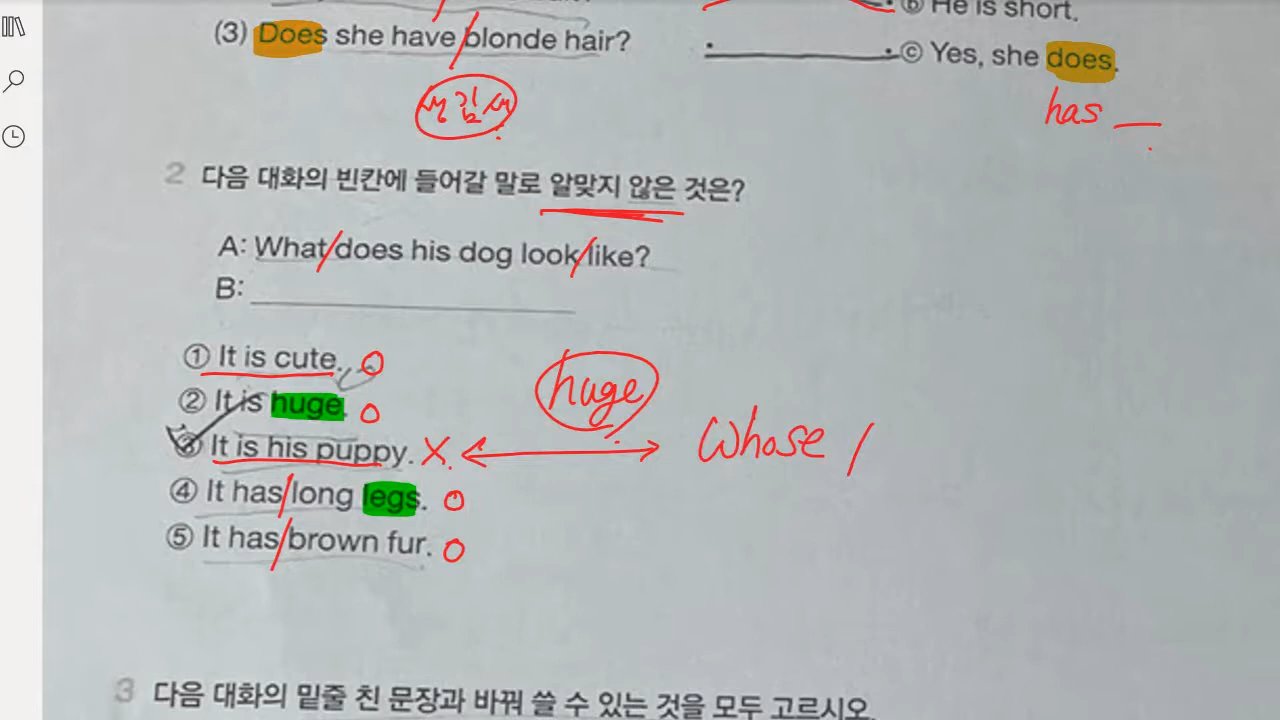 ⓑ He is short.
(3) Does she have blonde hair?
ⓒ Yes, she does.
has
생김새
2 다음 대화의 빈칸에 들어갈 말로 알맞지 않은 것은?
A: What does his dog look like?
B:
① It is cute.
② It is huge.
huge
③ It is his puppy.
whose
④ It has long legs.
⑤ It has brown fur.
3 다음 대화의 밑줄 친 문장과 바꿔 쓸 수 있는 것을 모두 고르시오.